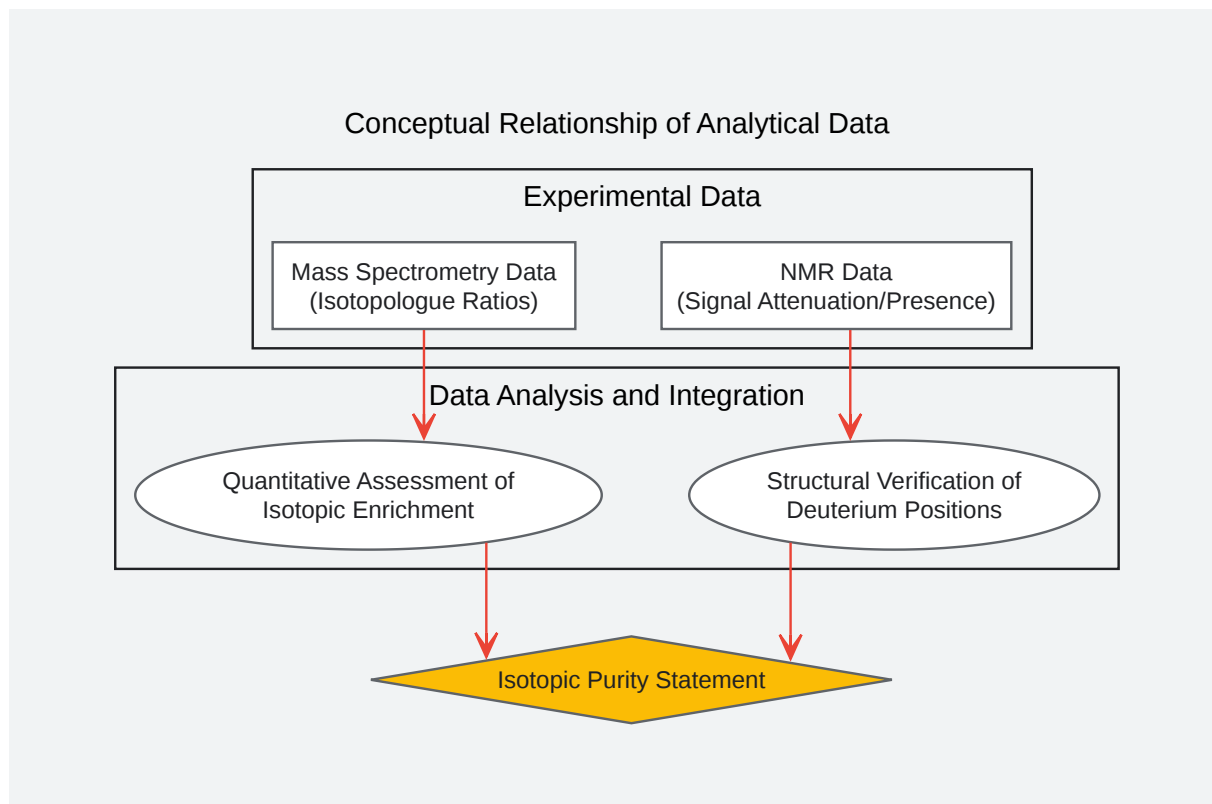 Conceptual Relationship of Analytical Data
Experimental Data
Mass Spectrometry Data
(Isotopologue Ratios)
NMR Data
(Signal Attenuation/Presence)
Data Analysis and Integration
Quantitative Assessment of
Isotopic Enrichment
Structural Verification of
Deuterium Positions
Isotopic Purity Statement